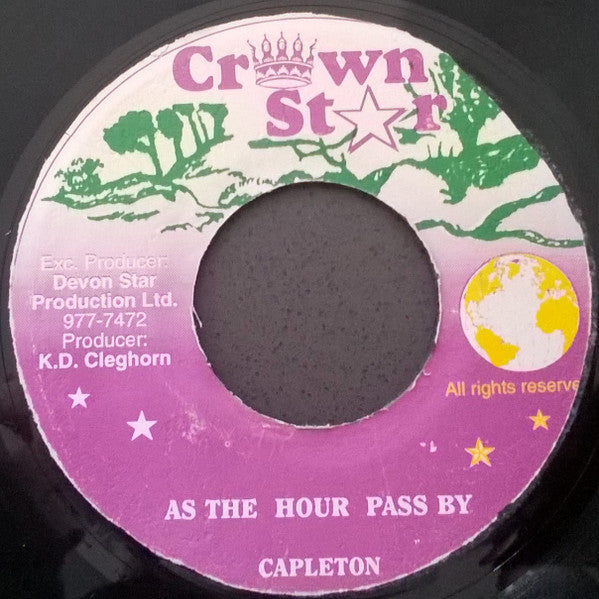 Crown
Star
Exc. Producer:
Devon Star
Production Ltd.
977-7472
Producer:
K.D. Cleghorn
All rights reserve
AS THE HOUR PASS BY
CAPLETON